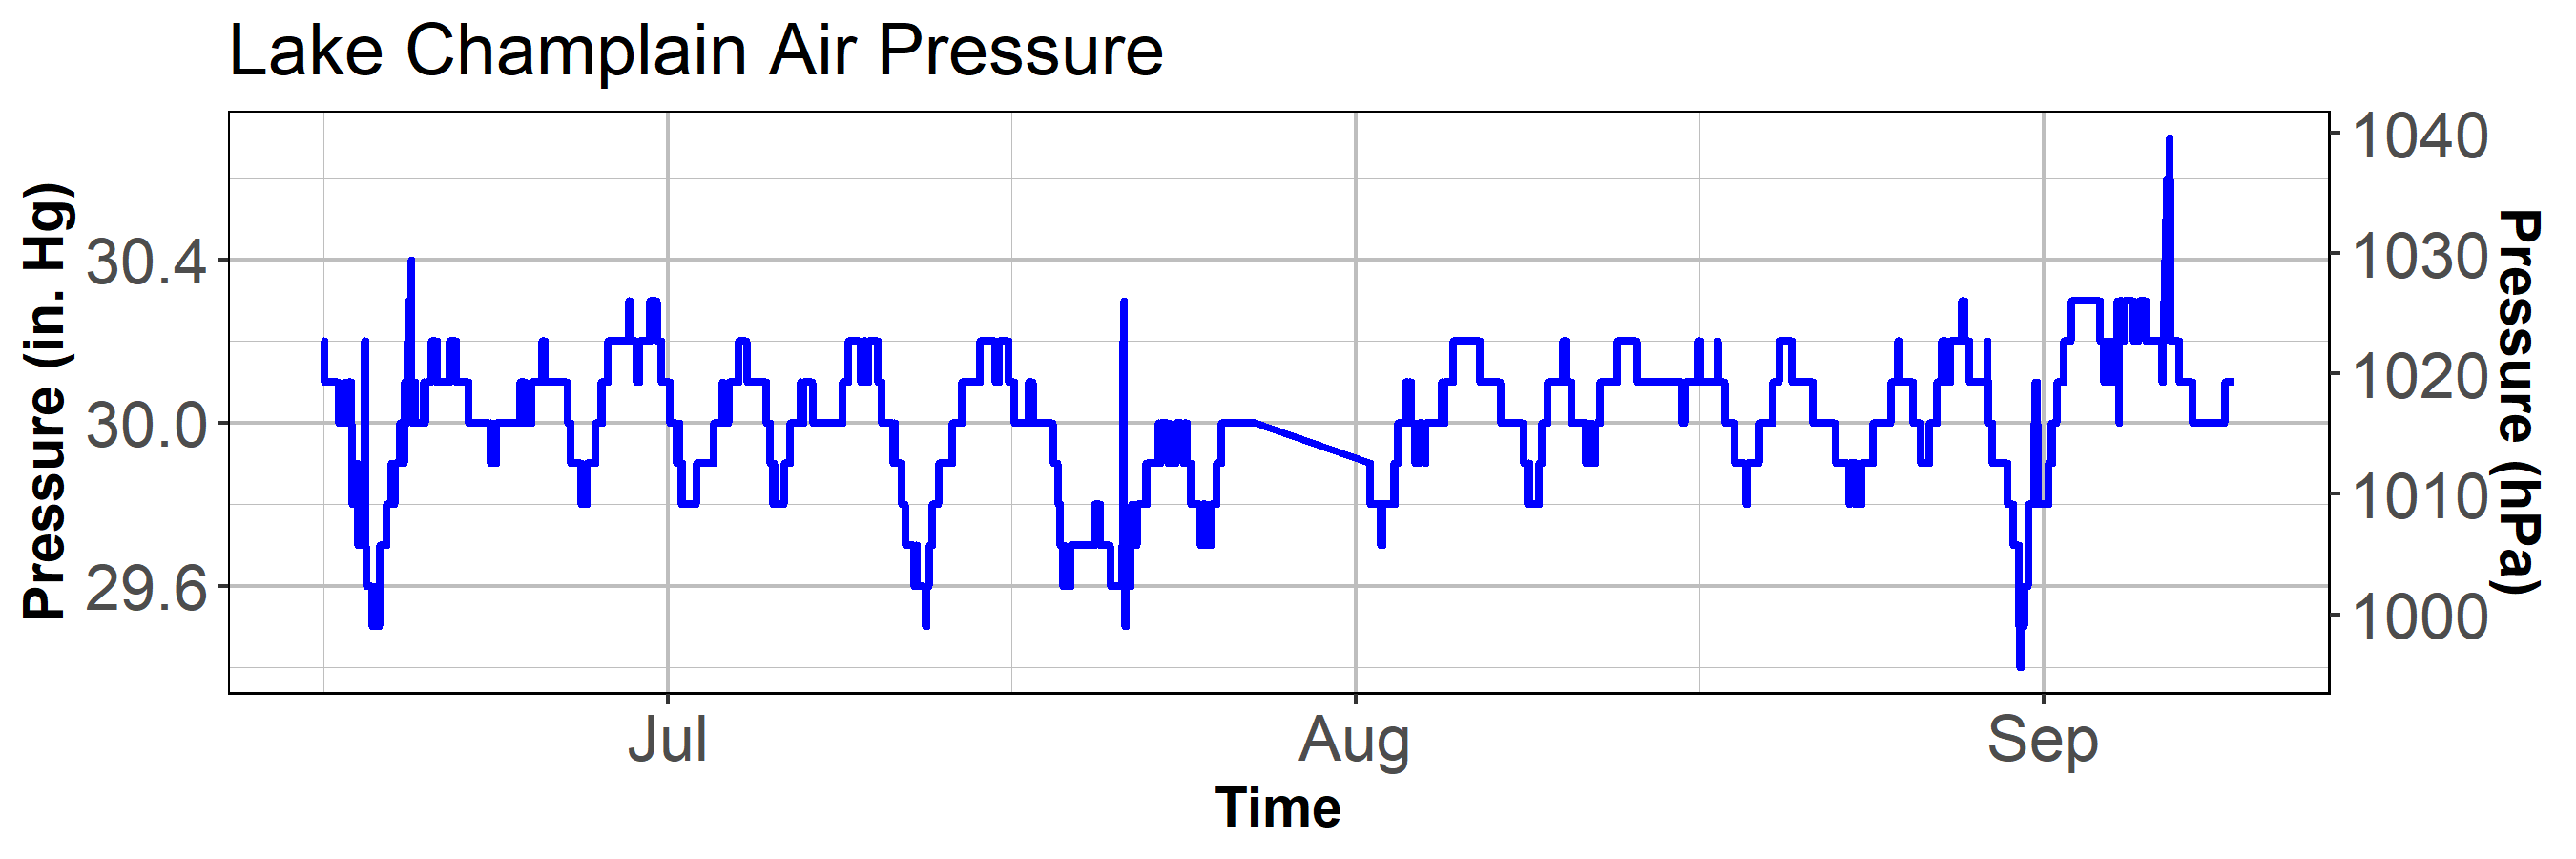 Lake Champlain Air Pressure
Pressure (in. Hg)
30.4
30.0
29.6
1040
1030
1020
1010
1000
Pressure (hPa)
Jul
Aug
Sep
Time